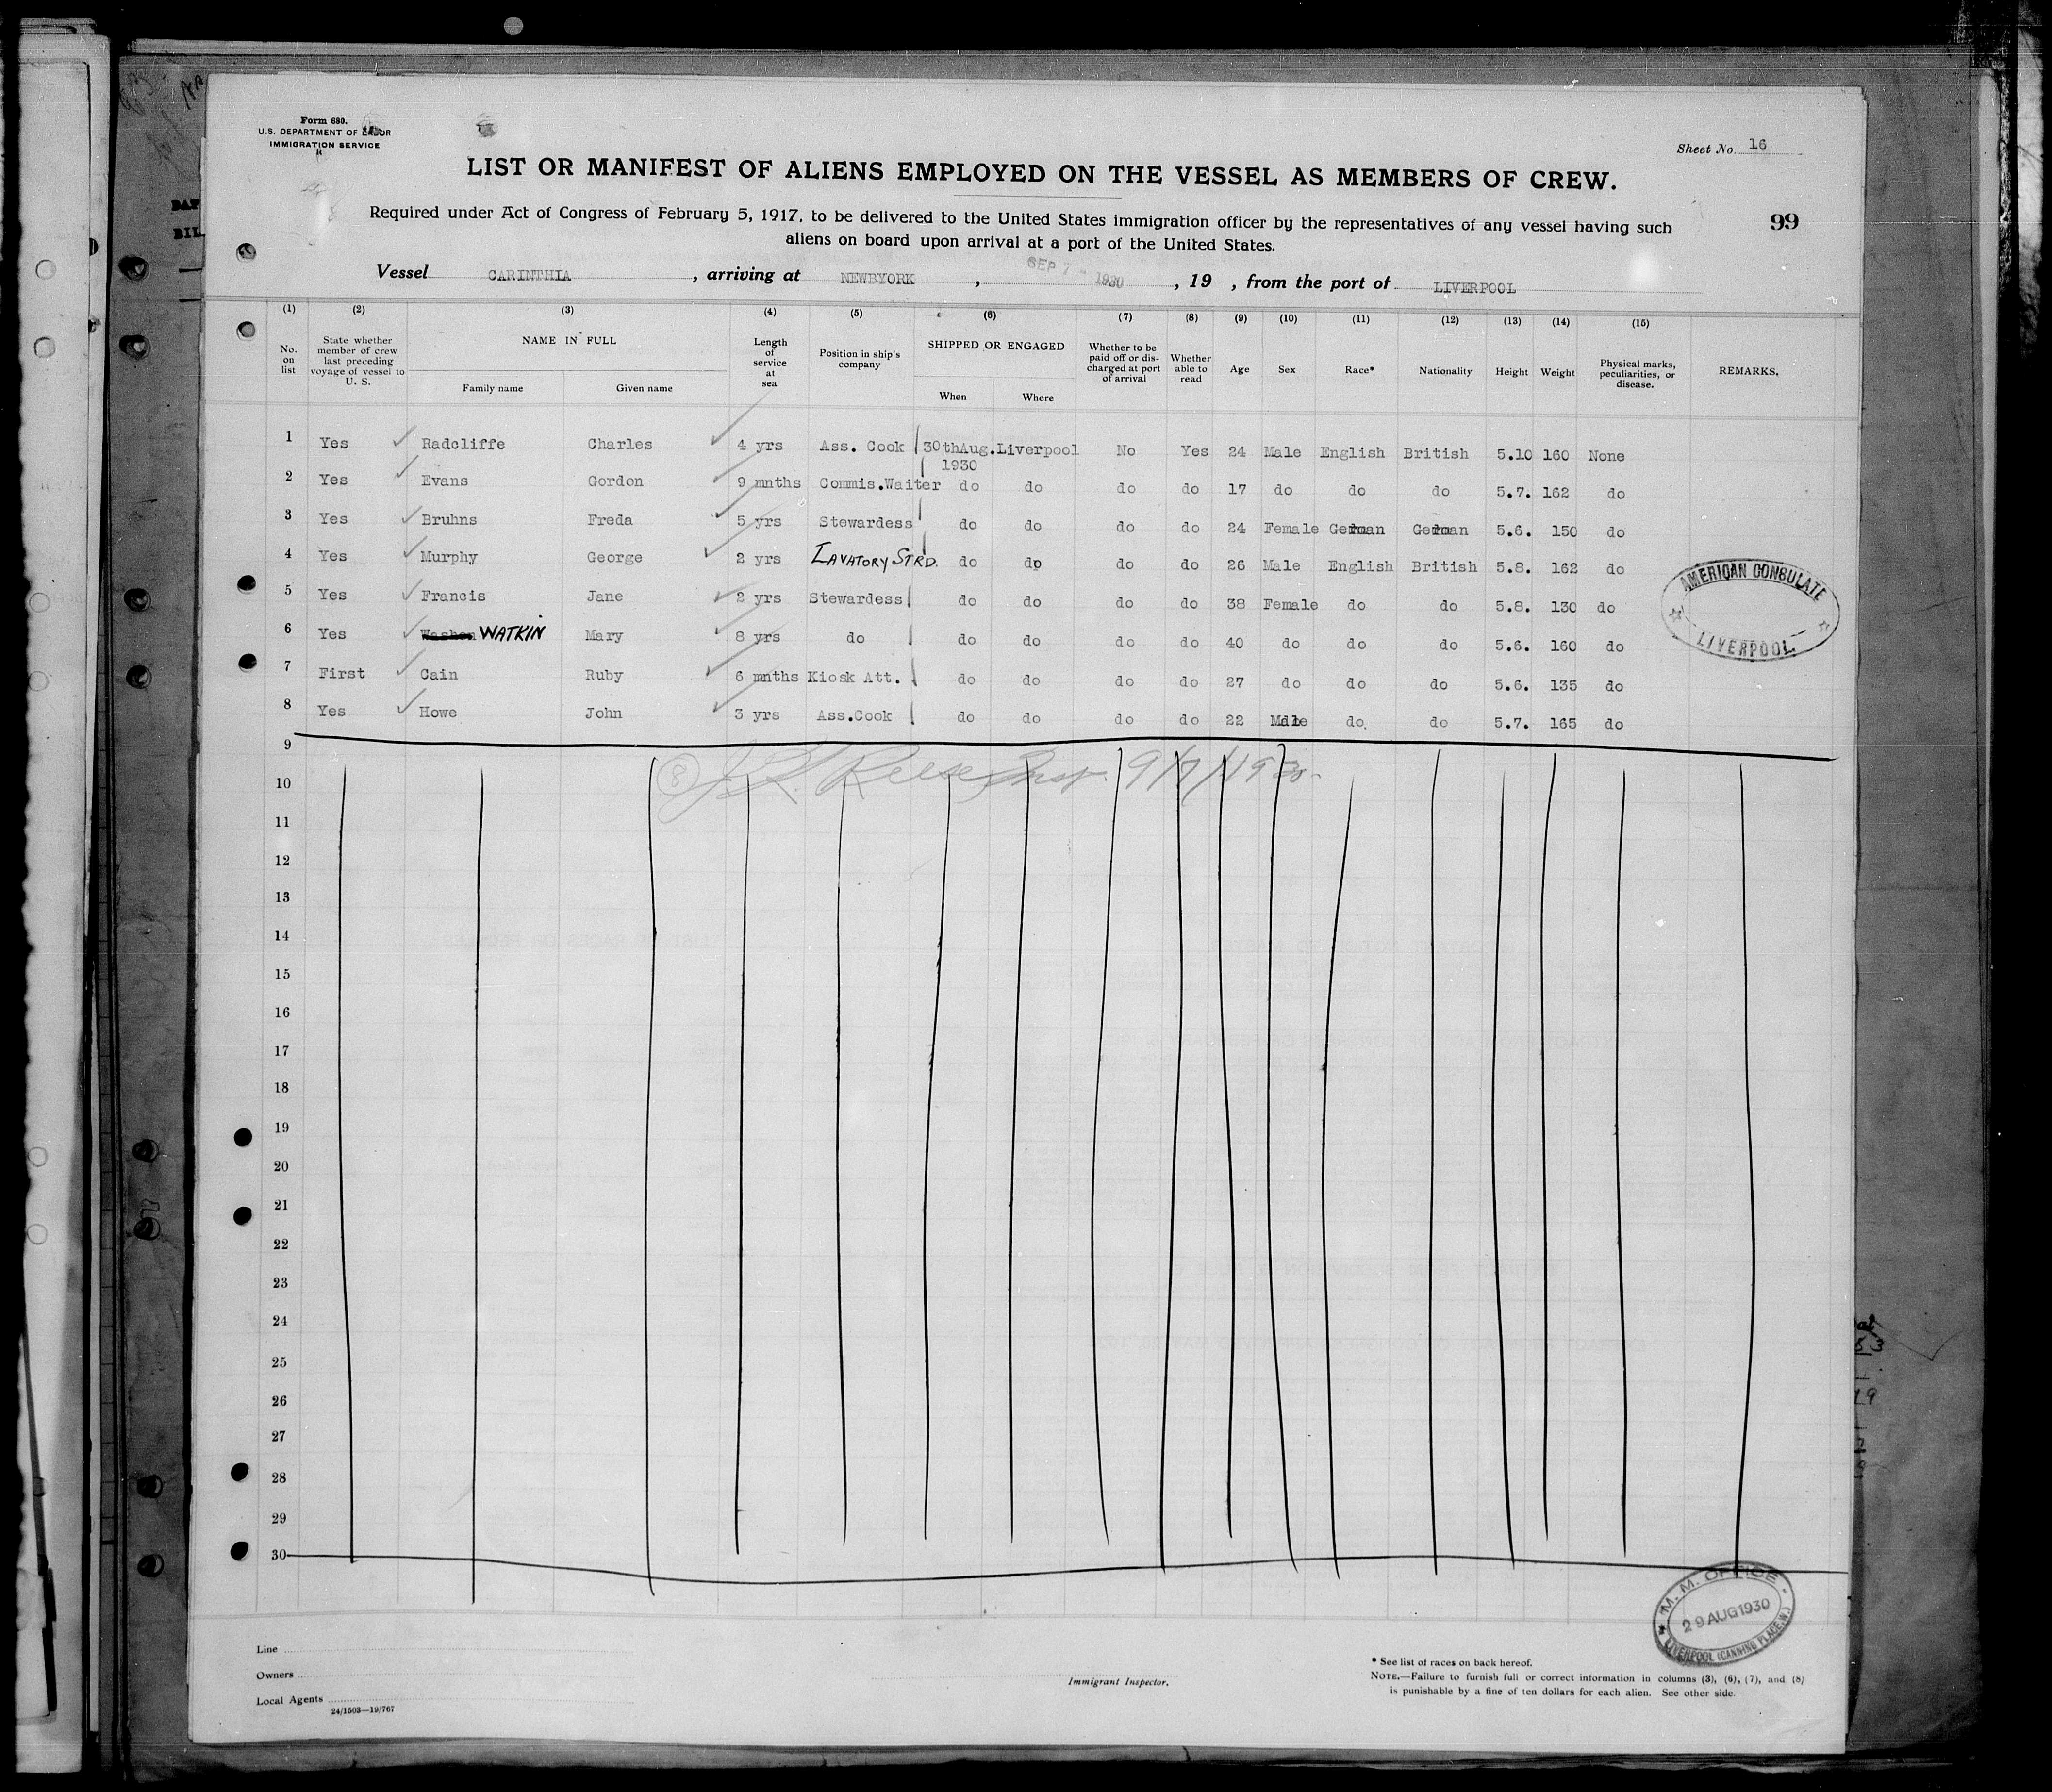 Form 680.
U.S. DEPARTMENT OF LABOR
IMMIGRATION SERVICE
Sheet No. 16
LIST OR MANIFEST OF ALIENS EMPLOYED ON THE VESSEL AS MEMBERS OF CREW.
Required under Act of Congress of February 5, 1917, to be delivered to the United States immigration officer by the representatives of any vessel having such
aliens on board upon arrival at a port of the United States.
99
Vessel CARINTHIA, arriving at NEWBYORK, SEP 7 - 1930, 19 , from the port of LIVERPOOL
(1) (2) (3) (4) (5) (6) (7) (8) (9) (10) (11) (12) (13) (14) (15)
No. on list State whether member of crew last preceding voyage of vessel to U. S. NAME IN FULL Family name Given name Length of service at sea Position in ship's company SHIPPED OR ENGAGED When Where Whether to be paid off or discharged at port of arrival Whether able to read Age Sex Race* Nationality Height Weight Physical marks, peculiarities, or disease. REMARKS.
1 Yes Radcliffe Charles 4 yrs Ass. Cook 30thAug. 1930 Liverpool No Yes 24 Male English British 5.10 160 None
2 Yes Evans Gordon 9 mnths Commis.Waiter do do do do 17 do do do 5.7. 162 do
3 Yes Bruhns Freda 5 yrs Stewardess do do do do 24 Female German German 5.6. 150 do
4 Yes Murphy George 2 yrs LAVATORY STRD. do do do do 26 Male English British 5.8. 162 do
5 Yes Francis Jane 2 yrs Stewardess do do do do 38 Female do do 5.8. 130 do
6 Yes WATKIN Mary 8 yrs do do do do do 40 do do do 5.6. 160 do
7 First Cain Ruby 6 mnths Kiosk Att. do do do do 27 do do do 5.6. 135 do
8 Yes Howe John 3 yrs Ass.Cook do do do do 22 Male do. do 5.7. 165 do
AMERICAN CONSULATE
LIVERPOOL
9
8 Reese Insp. 9/7/1930
10
11
12
13
14
15
16
17
18
19
20
21
22
23
24
25
26
27
28
29
30
M. M. OFFICE
29 AUG 1930
LIVERPOOL (CANNING PLACE. N.)
Line
Owners
Local Agents
24/1503—19/767
Immigrant Inspector.
* See list of races on back hereof.
NOTE.—Failure to furnish full or correct information in columns (3), (6), (7), and (8)
is punishable by a fine of ten dollars for each alien. See other side.